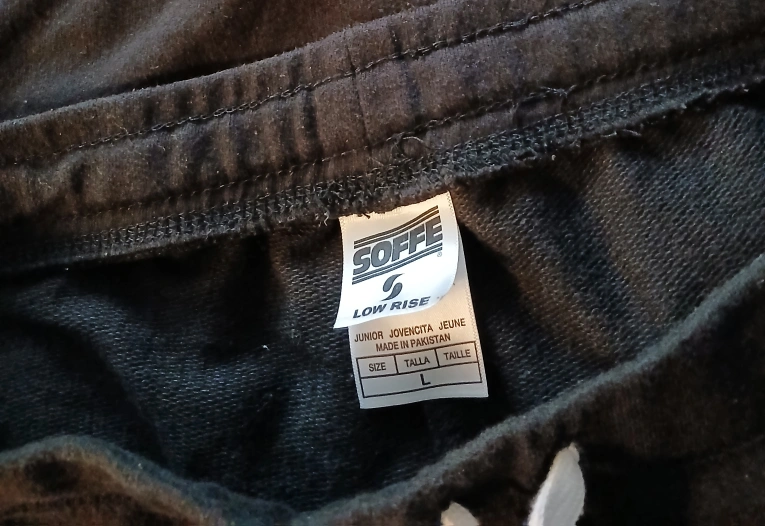 SOFFE®
LOW RISE
JUNIOR JOVENCITA JEUNE
MADE IN PAKISTAN
SIZE TALLA TAILLE
L